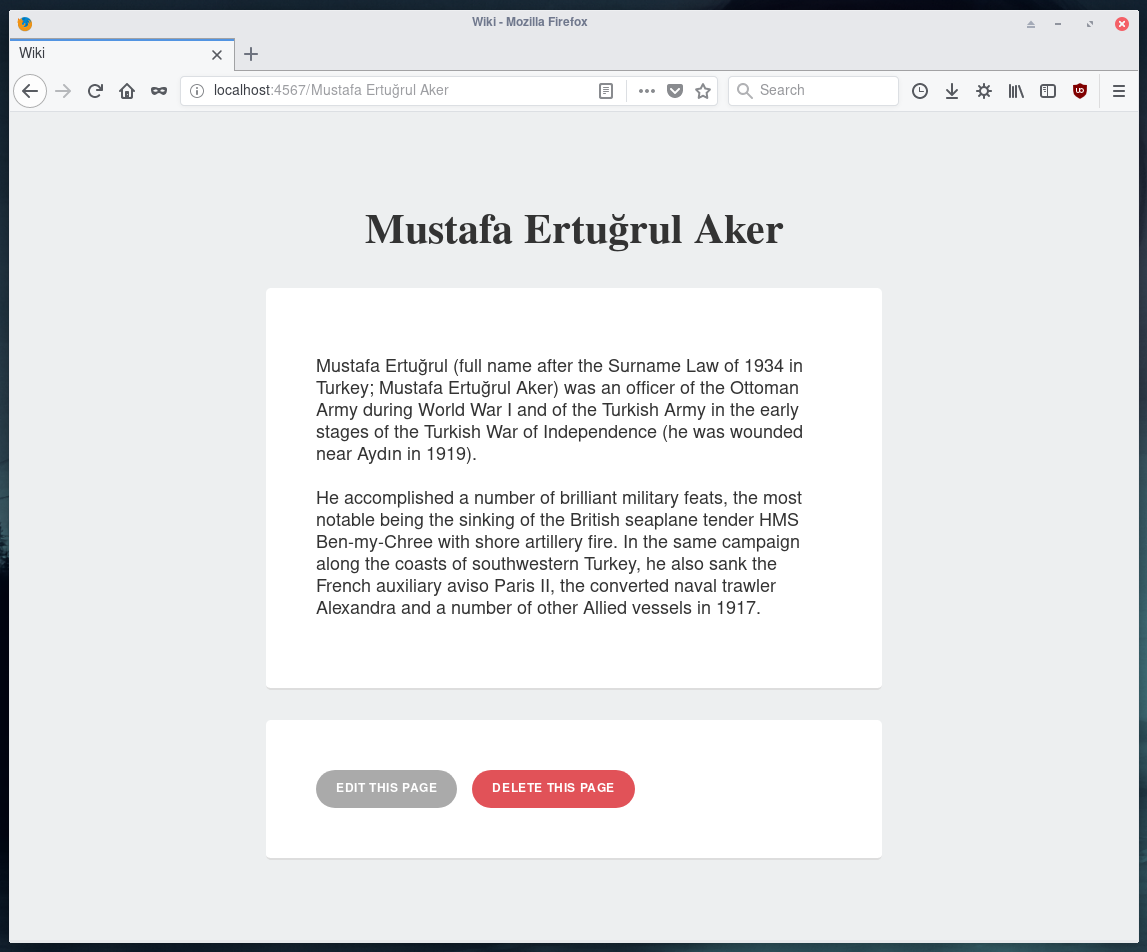 Wiki - Mozilla Firefox
Wiki
localhost:4567/Mustafa Ertuğrul Aker
Search
Mustafa Ertuğrul Aker
Mustafa Ertuğrul (full name after the Surname Law of 1934 in
Turkey; Mustafa Ertuğrul Aker) was an officer of the Ottoman
Army during World War I and of the Turkish Army in the early
stages of the Turkish War of Independence (he was wounded
near Aydın in 1919).
He accomplished a number of brilliant military feats, the most
notable being the sinking of the British seaplane tender HMS
Ben-my-Chree with shore artillery fire. In the same campaign
along the coasts of southwestern Turkey, he also sank the
French auxiliary aviso Paris II, the converted naval trawler
Alexandra and a number of other Allied vessels in 1917.
EDIT THIS PAGE DELETE THIS PAGE